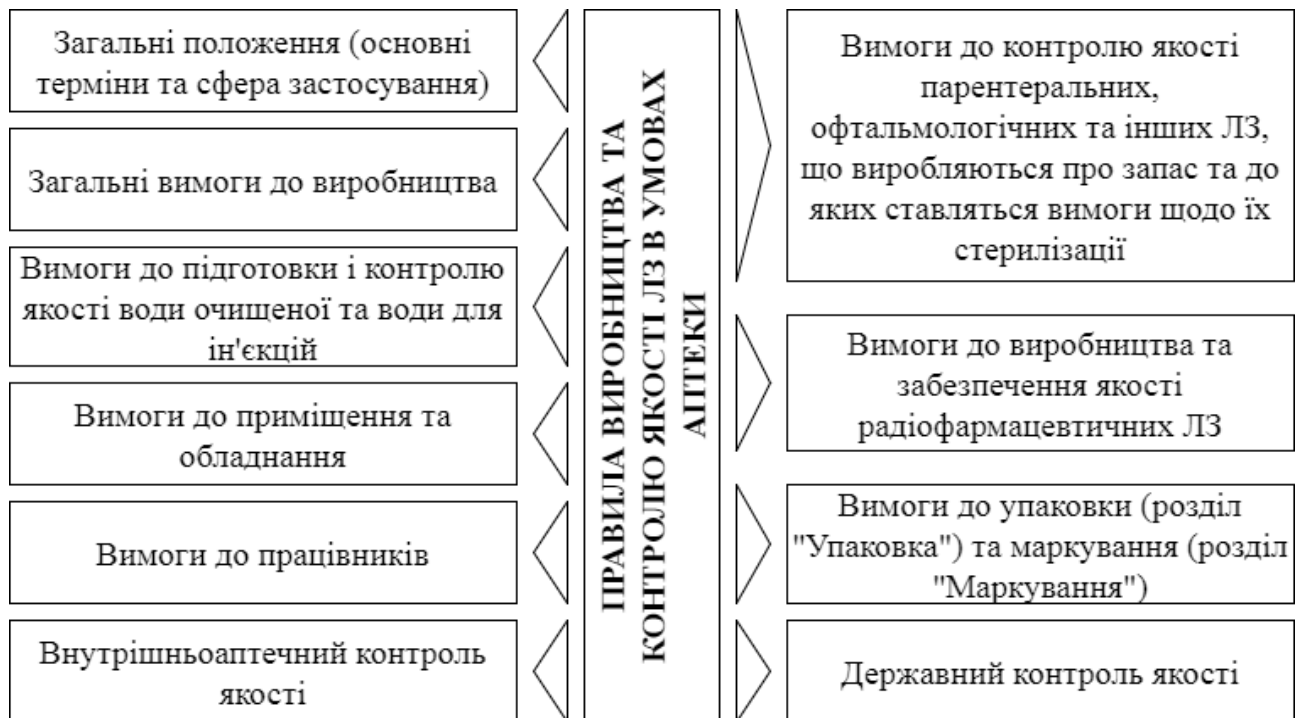 Загальні положення (основні
терміни та сфера застосування)
Загальні вимоги до виробництва
Вимоги до підготовки і контролю
якості води очищеної та води для
ін'єкцій
Вимоги до приміщення та
обладнання
Вимоги до працівників
Внутрішньоаптечний контроль
якості
ПРАВИЛА ВИРОБНИЦТВА ТА
КОНТРОЛЮ ЯКОСТІ ЛЗ В УМОВАХ
АПТЕКИ
Вимоги до контролю якості
парентеральних,
офтальмологічних та інших ЛЗ,
що виробляються про запас та до
яких ставляться вимоги щодо їх
стерилізації
Вимоги до виробництва та
забезпечення якості
радіофармацевтичних ЛЗ
Вимоги до упаковки (розділ
"Упаковка") та маркування (розділ
"Маркування")
Державний контроль якості